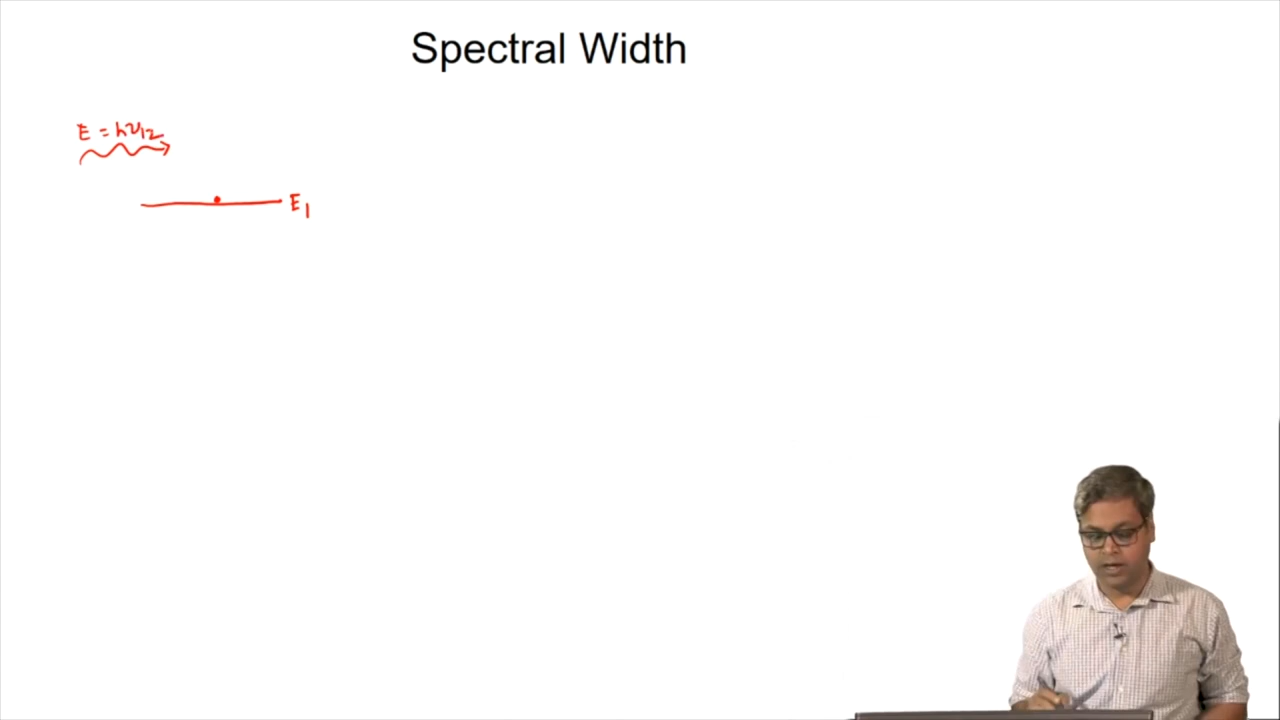 Spectral Width
E = hν₁₂
E₁